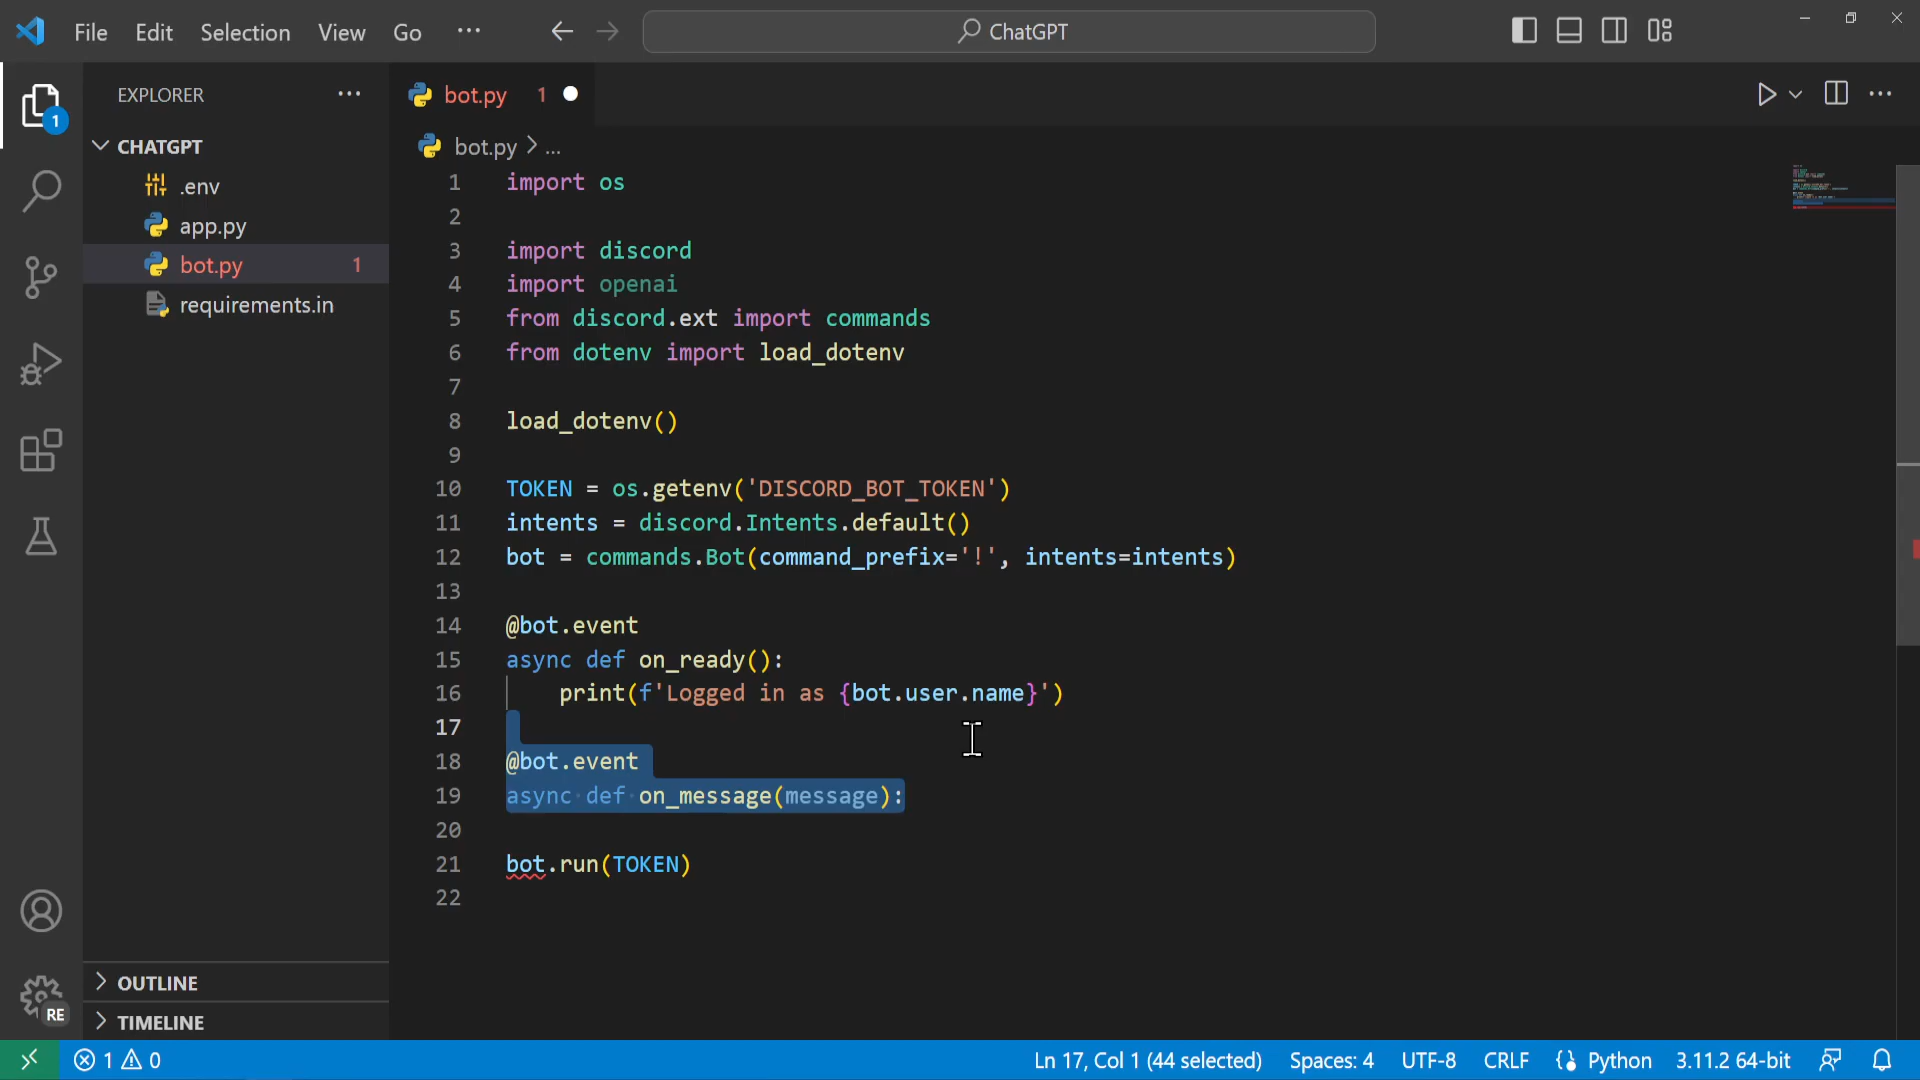 File Edit Selection View Go ··· ChatGPT
EXPLORER ···
bot.py 1
1
CHATGPT
bot.py > ...
.env
app.py
bot.py 1
requirements.in
1 import os
2
3 import discord
4 import openai
5 from discord.ext import commands
6 from dotenv import load_dotenv
7
8 load_dotenv()
9
10 TOKEN = os.getenv('DISCORD_BOT_TOKEN')
11 intents = discord.Intents.default()
12 bot = commands.Bot(command_prefix='!', intents=intents)
13
14 @bot.event
15 async def on_ready():
16 print(f'Logged in as {bot.user.name}')
17
18 @bot.event
19 async def on_message(message):
20
21 bot.run(TOKEN)
22
OUTLINE
RE
TIMELINE
1 0 Ln 17, Col 1 (44 selected) Spaces: 4 UTF-8 CRLF Python 3.11.2 64-bit